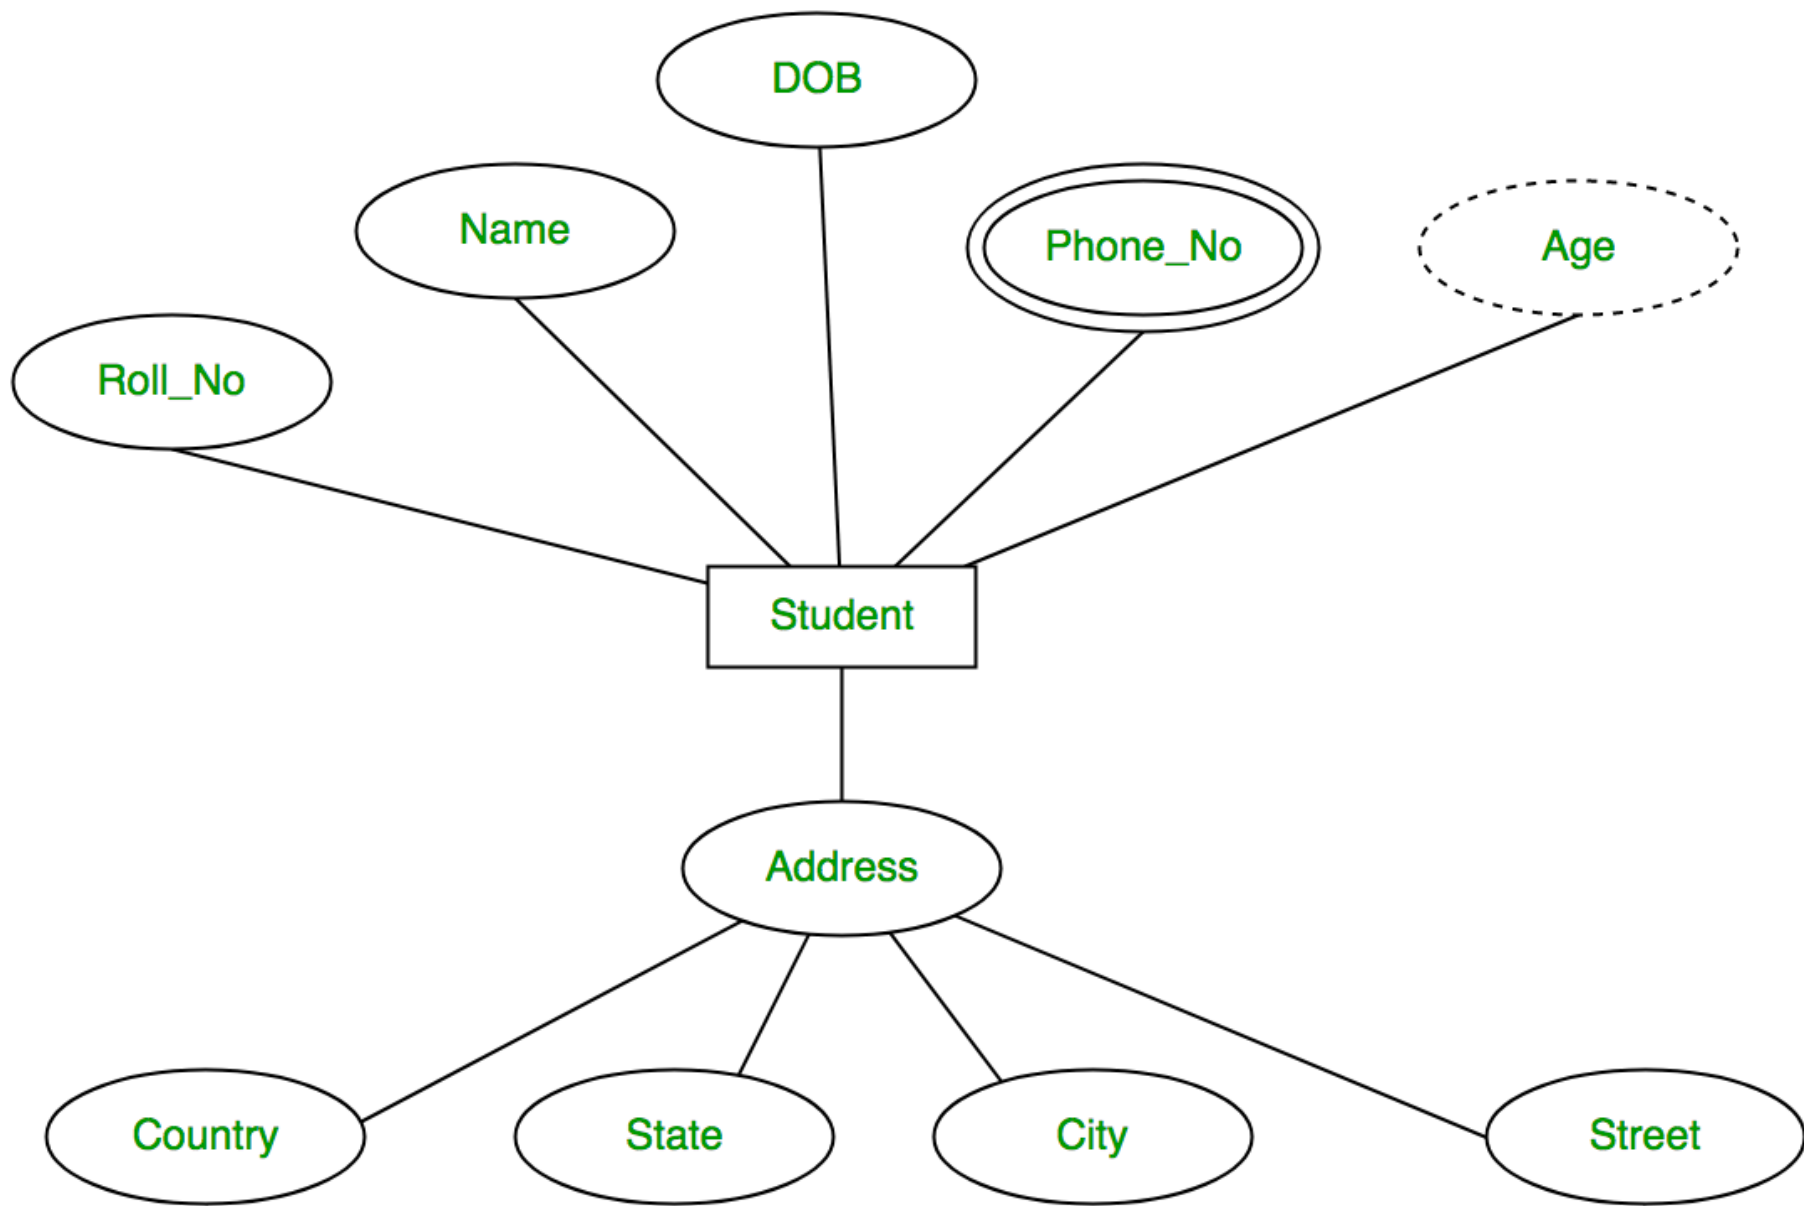 DOB
Name
Phone_No
Age
Roll_No
Student
Address
Country
State
City
Street